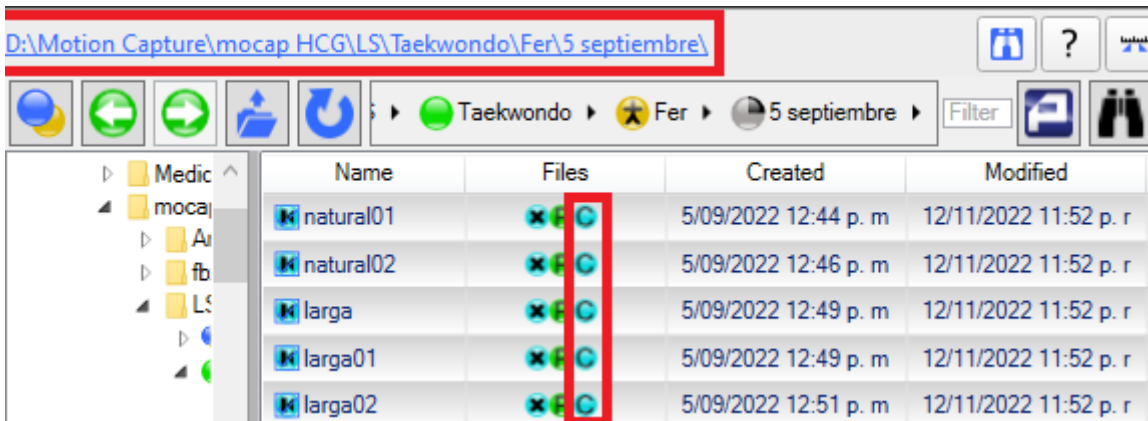 D:\Motion Capture\mocap HCG\LS\Taekwondo\Fer\5 septiembre\
?
Taekwondo Fer 5 septiembre Filter
Medic Name Files Created Modified
mocap
natural01 C 5/09/2022 12:44 p. m 12/11/2022 11:52 p. r
natural02 C 5/09/2022 12:46 p. m 12/11/2022 11:52 p. r
fb
LS larga C 5/09/2022 12:49 p. m 12/11/2022 11:52 p. r
larga01 C 5/09/2022 12:49 p. m 12/11/2022 11:52 p. r
larga02 C 5/09/2022 12:51 p. m 12/11/2022 11:52 p. r